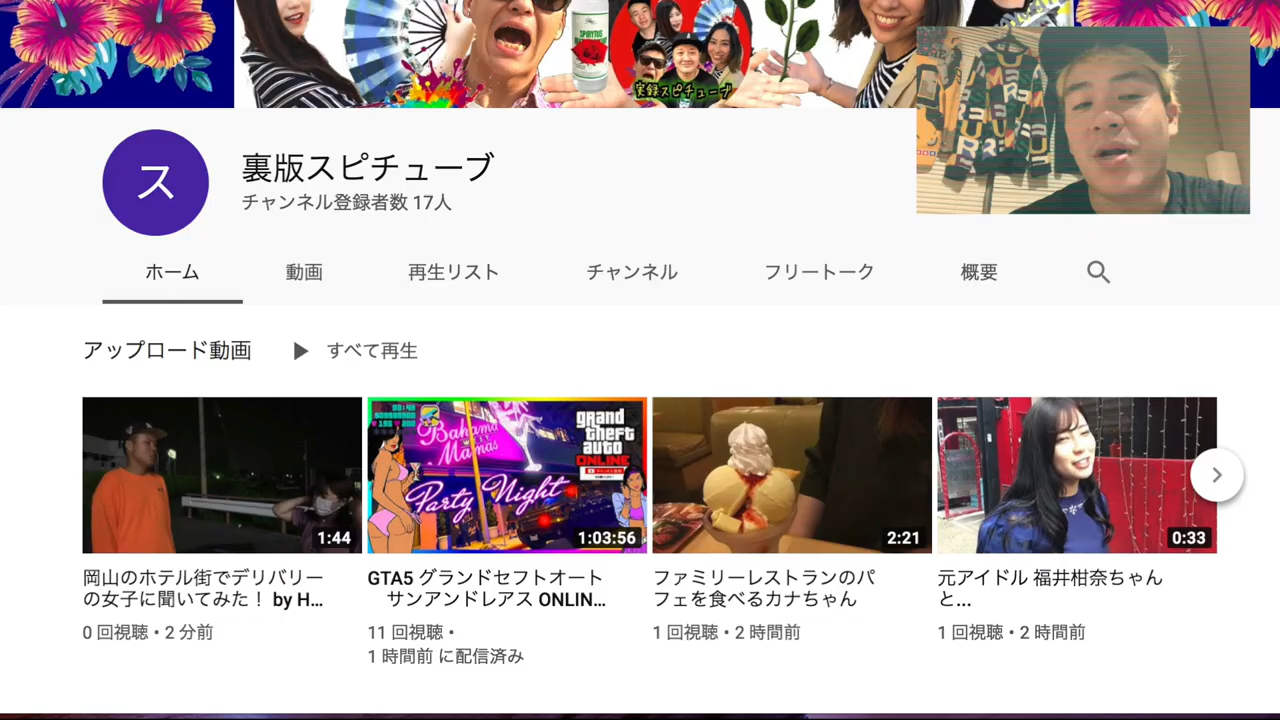 SPIRYTUS
実録スピチューブ
ス
裏版スピチューブ
チャンネル登録者数 17人
ホーム
動画
再生リスト
チャンネル
フリートーク
概要
アップロード動画
すべて再生
Bahama
Mamas
Party Night
grand
theft
auto
ONLINE
1:44
1:03:56
2:21
0:33
岡山のホテル街でデリバリー
の女子に聞いてみた！ by H...
0 回視聴・2 分前
GTA5 グランドセフトオート
サンアンドレアス ONLIN...
11 回視聴・
1 時間前 に配信済み
ファミリーレストランのパ
フェを食べるカナちゃん
1 回視聴・2 時間前
元アイドル 福井柑奈ちゃん
と...
1 回視聴・2 時間前